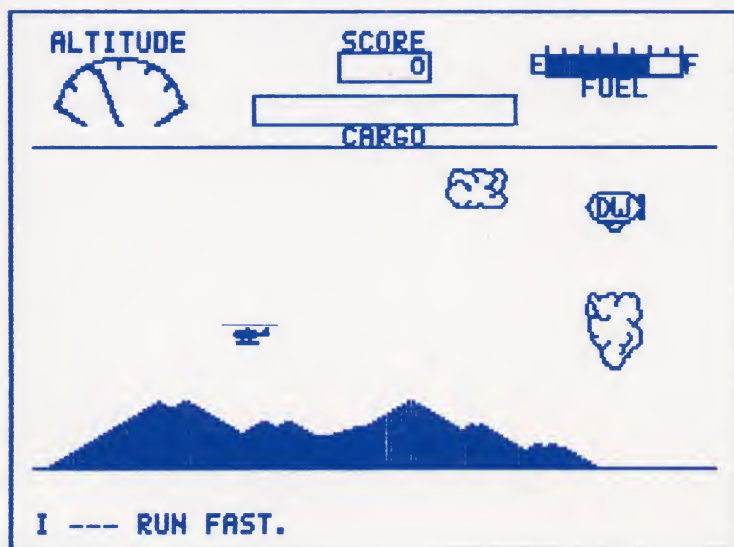 ALTITUDE
SCORE
0
E F
FUEL
CARGO
DW
I --- RUN FAST.